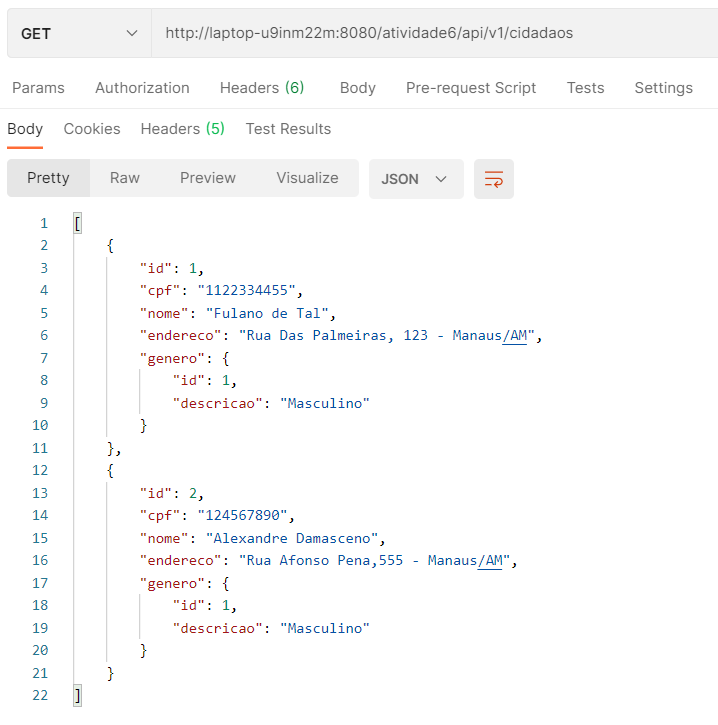 GET http://laptop-u9inm22m:8080/atividade6/api/v1/cidadaos
Params Authorization Headers (6) Body Pre-request Script Tests Settings
Body Cookies Headers (5) Test Results
Pretty Raw Preview Visualize JSON
1 [
2 {
3 "id": 1,
4 "cpf": "1122334455",
5 "nome": "Fulano de Tal",
6 "endereco": "Rua Das Palmeiras, 123 - Manaus/AM",
7 "genero": {
8 "id": 1,
9 "descricao": "Masculino"
10 }
11 },
12 {
13 "id": 2,
14 "cpf": "124567890",
15 "nome": "Alexandre Damasceno",
16 "endereco": "Rua Afonso Pena,555 - Manaus/AM",
17 "genero": {
18 "id": 1,
19 "descricao": "Masculino"
20 }
21 }
22 ]